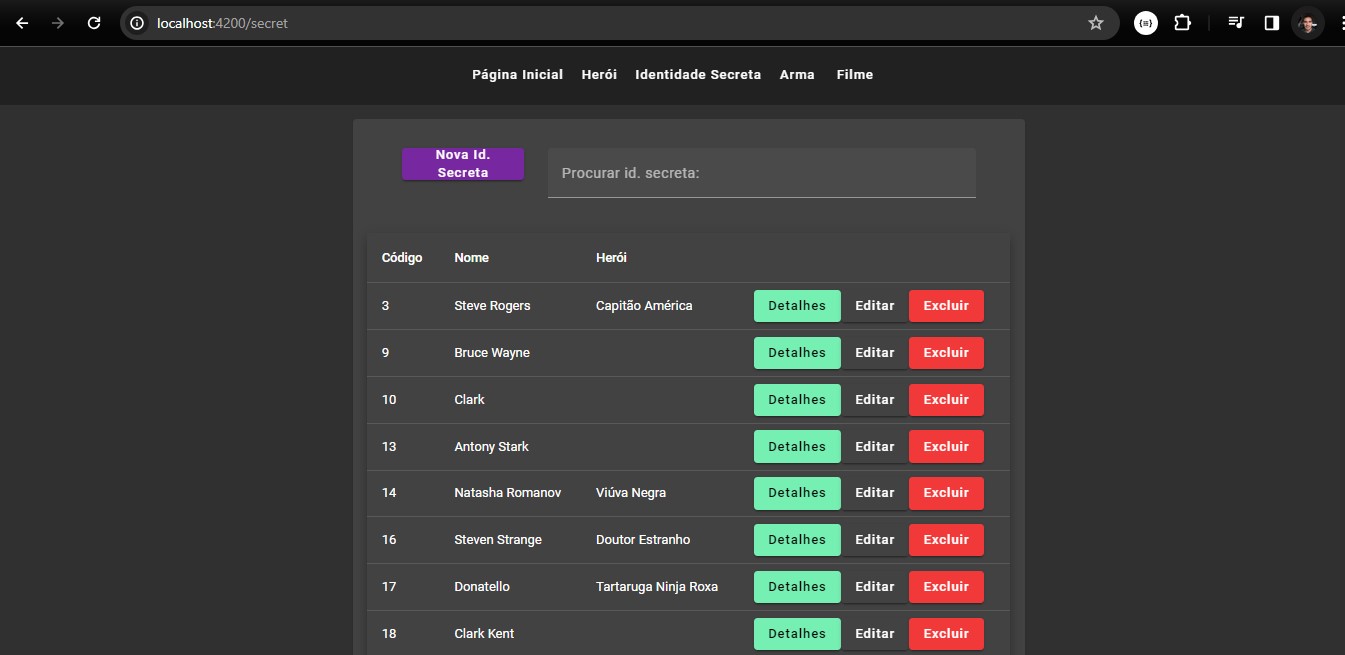 localhost:4200/secret
Página Inicial Herói Identidade Secreta Arma Filme
Nova Id.
Secreta
Procurar id. secreta:
Código Nome Herói
3 Steve Rogers Capitão América Detalhes Editar Excluir
9 Bruce Wayne Detalhes Editar Excluir
10 Clark Detalhes Editar Excluir
13 Antony Stark Detalhes Editar Excluir
14 Natasha Romanov Viúva Negra Detalhes Editar Excluir
16 Steven Strange Doutor Estranho Detalhes Editar Excluir
17 Donatello Tartaruga Ninja Roxa Detalhes Editar Excluir
18 Clark Kent Detalhes Editar Excluir